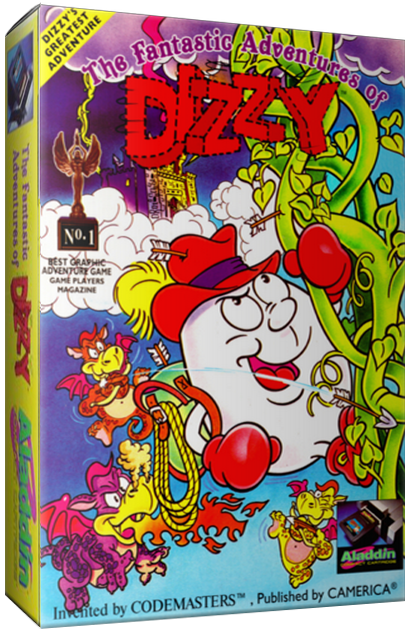 DIZZY'S
GREATEST
ADVENTURE
The Fantastic Adventures Of
DIZZY
No.1
BEST GRAPHIC
ADVENTURE GAME
GAME PLAYERS
MAGAZINE
The Fantastic
Adventures of
DIZZY
Aladdin
Aladdin
Invented by CODEMASTERS™, Published by CAMERICA®